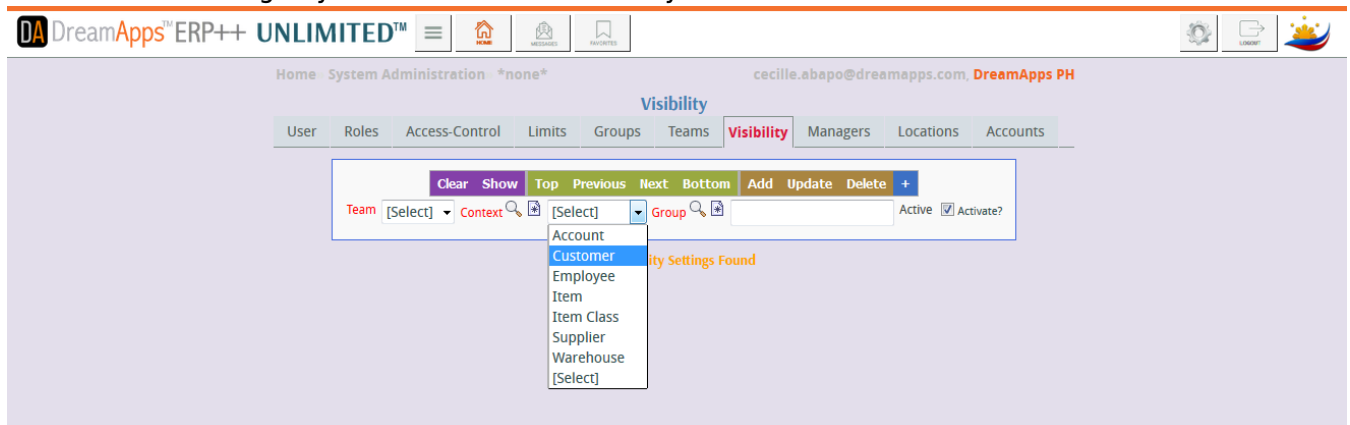 DA DreamApps™ERP++ UNLIMITED™ HOME MESSAGES FAVORITES LOGOUT
Home System Administration *none* cecille.abapo@dreamapps.com, DreamApps PH
Visibility
User Roles Access-Control Limits Groups Teams Visibility Managers Locations Accounts
Clear Show Top Previous Next Bottom Add Update Delete +
Team [Select] Context [Select] Group Active Activate?
Account
Customer
ity Settings Found
Employee
Item
Item Class
Supplier
Warehouse
[Select]